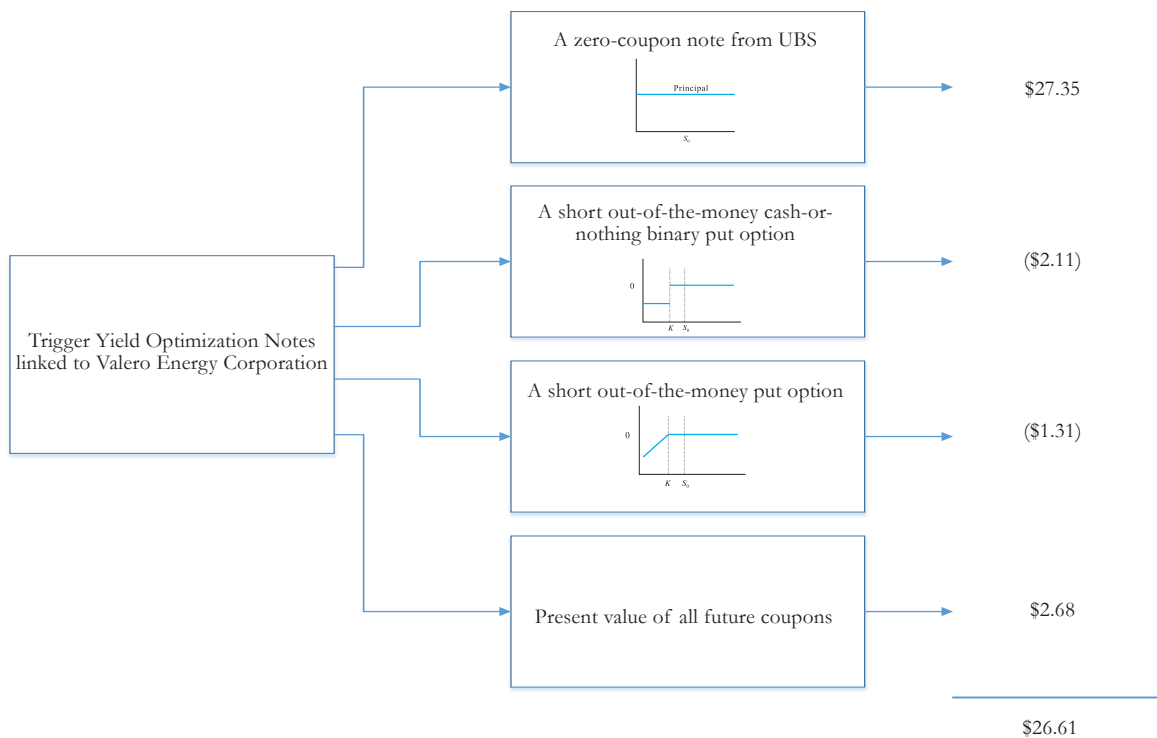 A zero-coupon note from UBS
Principal
S₀
$27.35
A short out-of-the-money cash-or-
nothing binary put option
0
K S₀
($2.11)
Trigger Yield Optimization Notes
linked to Valero Energy Corporation
A short out-of-the-money put option
0
K S₀
($1.31)
Present value of all future coupons
$2.68
$26.61